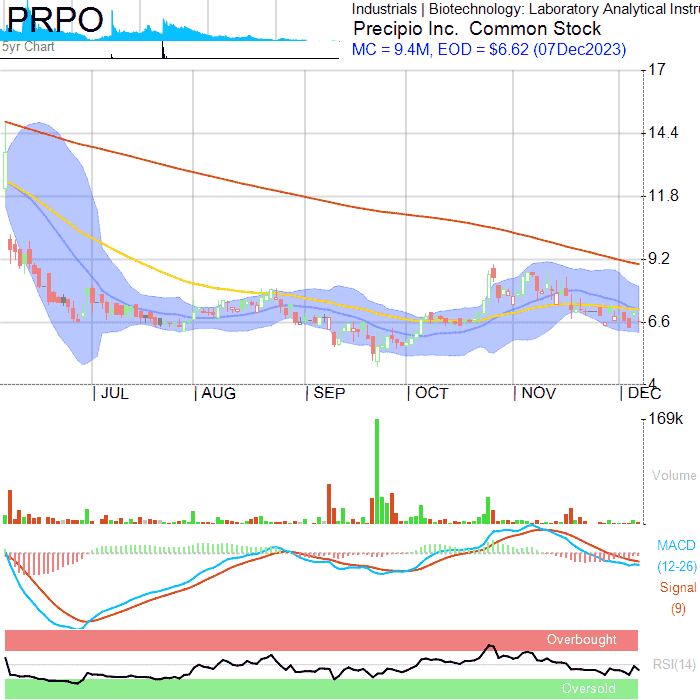 PRPO
5yr Chart
Industrials | Biotechnology: Laboratory Analytical Instru
Precipio Inc. Common Stock
MC = 9.4M, EOD = $6.62 (07Dec2023)
17
14.4
11.8
9.2
6.6
4
JUL
AUG
SEP
OCT
NOV
DEC
169k
Volume
MACD
(12-26)
Signal
(9)
Overbought
RSI(14)
Oversold